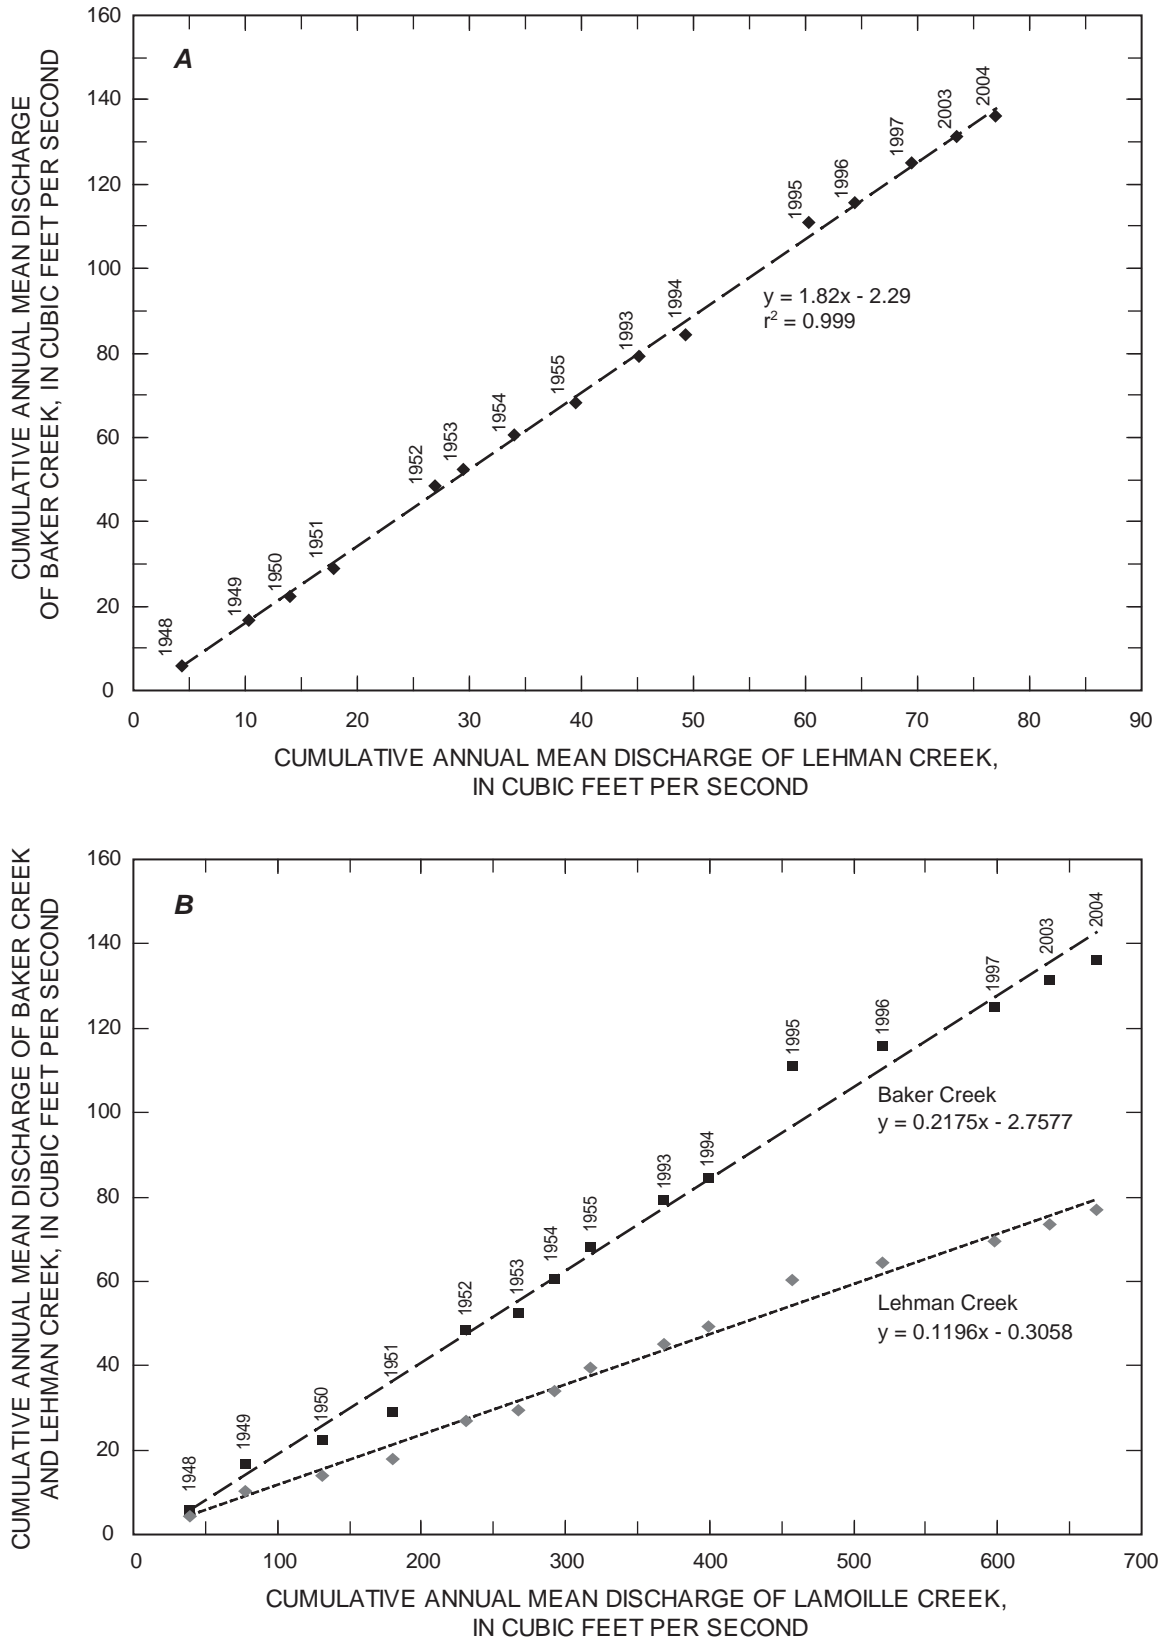 A
CUMULATIVE ANNUAL MEAN DISCHARGE
OF BAKER CREEK, IN CUBIC FEET PER SECOND
160
140
120
100
80
60
40
20
0
1948
1949
1950
1951
1952
1953
1954
1955
1993
1994
1995
1996
1997
2003
2004
y = 1.82x - 2.29
r² = 0.999
0 10 20 30 40 50 60 70 80 90
CUMULATIVE ANNUAL MEAN DISCHARGE OF LEHMAN CREEK,
IN CUBIC FEET PER SECOND
B
CUMULATIVE ANNUAL MEAN DISCHARGE OF BAKER CREEK
AND LEHMAN CREEK, IN CUBIC FEET PER SECOND
160
140
120
100
80
60
40
20
0
1948
1949
1950
1951
1952
1953
1954
1955
1993
1994
1995
1996
1997
2003
2004
Baker Creek
y = 0.2175x - 2.7577
Lehman Creek
y = 0.1196x - 0.3058
0 100 200 300 400 500 600 700
CUMULATIVE ANNUAL MEAN DISCHARGE OF LAMOILLE CREEK,
IN CUBIC FEET PER SECOND